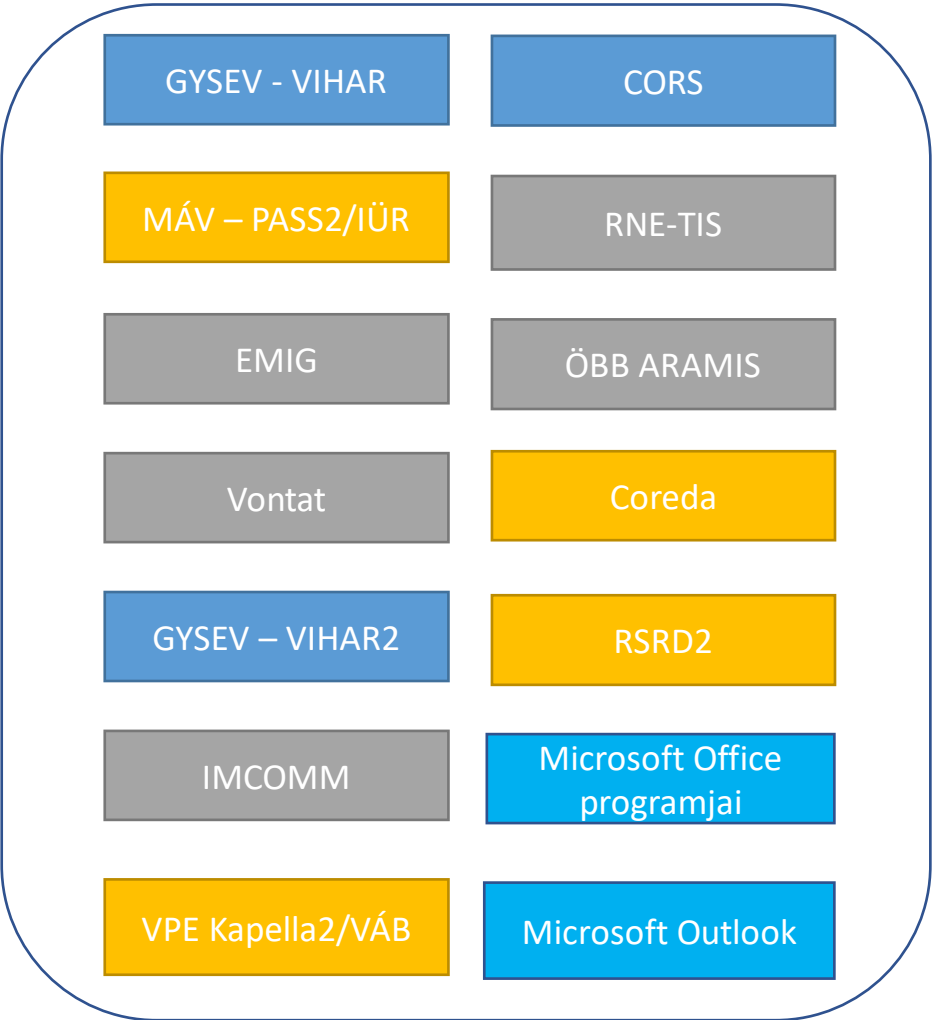 GYSEV - VIHAR
CORS
MÁV – PASS2/IÜR
RNE-TIS
EMIG
ÖBB ARAMIS
Vontat
Coreda
GYSEV – VIHAR2
RSRD2
IMCOMM
Microsoft Office
programjai
VPE Kapella2/VÁB
Microsoft Outlook